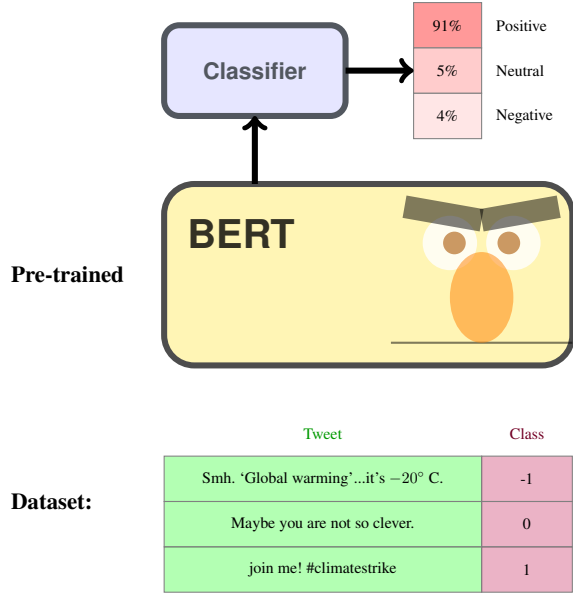 91% Positive
Classifier 5% Neutral
4% Negative
BERT
Pre-trained
Tweet Class
Smh. ‘Global warming’...it’s −20° C. -1
Dataset: Maybe you are not so clever. 0
join me! #climatestrike 1